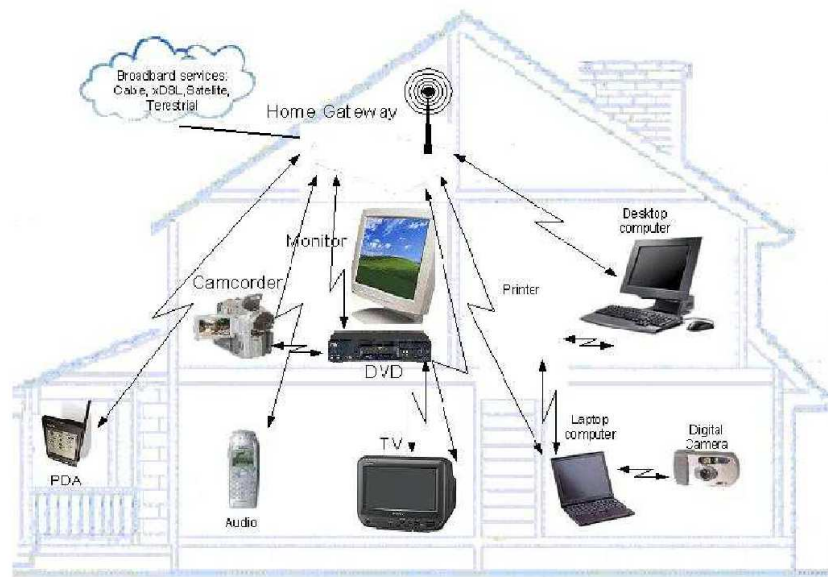 Broadbard services:
Cable, xDSL,Satelite,
Terestrial
Home Gateway
Desktop
computer
Monitor
Camcorder
Printer
DVD
Laptop
computer
Digital
Camera
TV
PDA
Audio